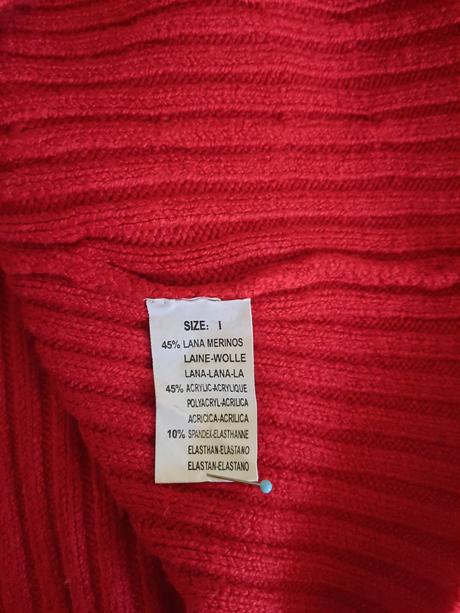 SIZE: I
45% LANA MERINOS
LAINE-WOLLE
LANA-LANA-LA
45% ACRYLIC-ACRYLIQUE
POLYACRYL-ACRILICA
ACRICICA-ACRILICA
10% SPANDEX-ELASTHANNE
ELASTHAN-ELASTANO
ELASTAN-ELASTANO